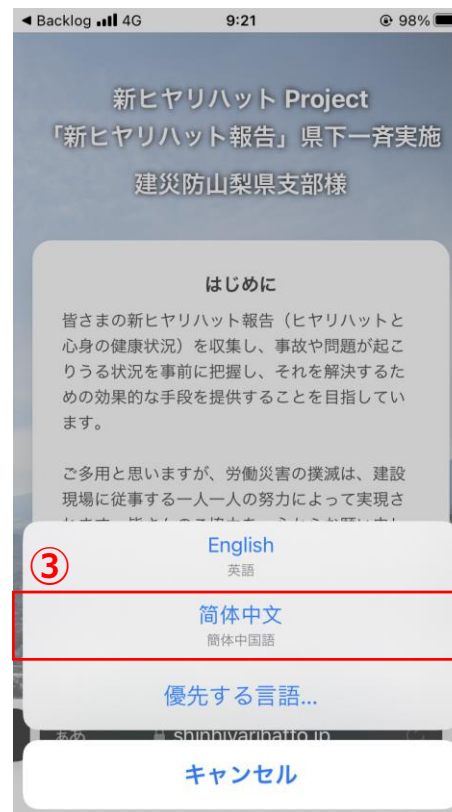 ◀ Backlog 4G 9:21 98%
新ヒヤリハット Project
「新ヒヤリハット報告」県下一斉実施
建災防山梨県支部様
はじめに
皆さまの新ヒヤリハット報告（ヒヤリハットと
心身の健康状況）を収集し、事故や問題が起こ
りうる状況を事前に把握し、それを解決するた
めの効果的な手段を提供することを目指してい
ます。
ご多用と思いますが、労働災害の撲滅は、建設
現場に従事する一人一人の努力によって実現さ
English
③
英語
简体中文
簡体中国語
優先する言語...
ああ shinhiyarihatto.jp
キャンセル